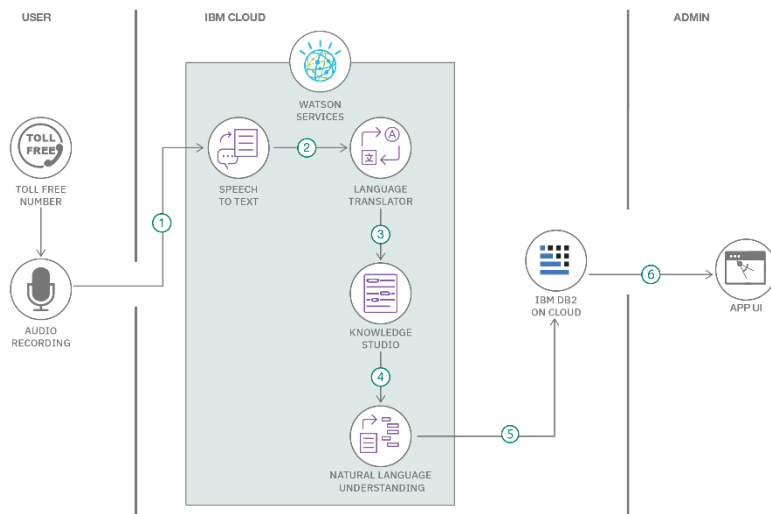 USER
IBM CLOUD
ADMIN
WATSON
SERVICES
TOLL
FREE
TOLL FREE
NUMBER
SPEECH
TO TEXT
2
A
文
LANGUAGE
TRANSLATOR
1
3
AUDIO
RECORDING
KNOWLEDGE
STUDIO
IBM DB2
ON CLOUD
6
APP UI
4
NATURAL LANGUAGE
UNDERSTANDING
5